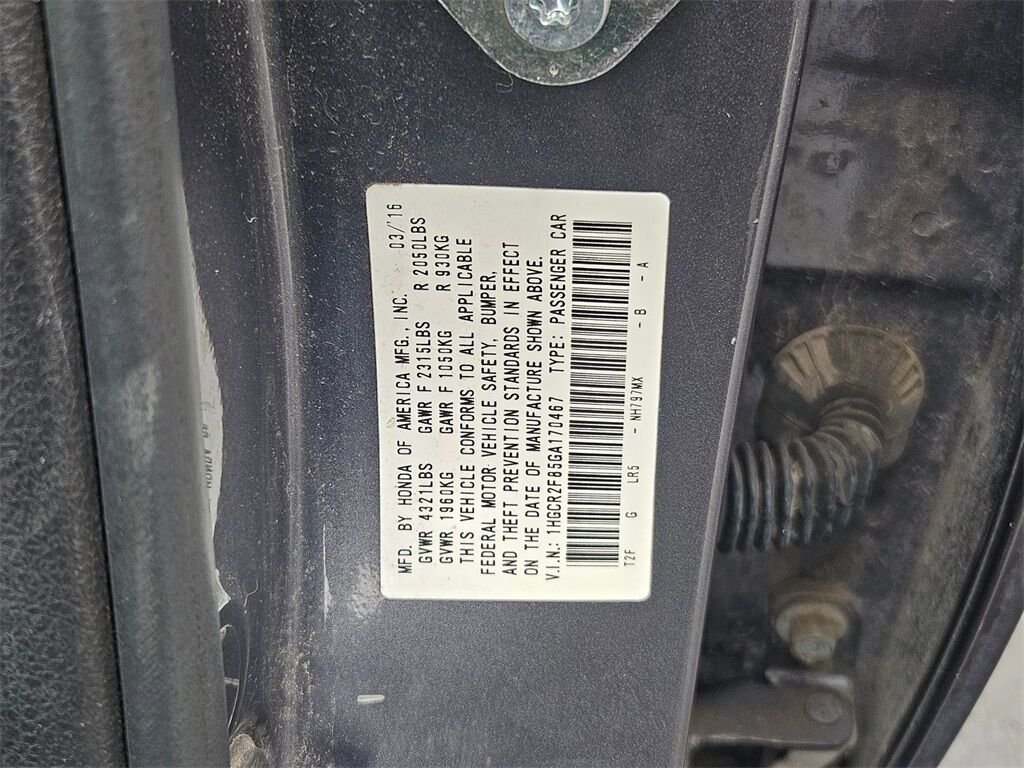 MFD. BY HONDA OF AMERICA MFG., INC. 03/'16
GVWR 4321LBS GAWR F 2315LBS R 2050LBS
GVWR 1960KG GAWR F 1050KG R 930KG
THIS VEHICLE CONFORMS TO ALL APPLICABLE
FEDERAL MOTOR VEHICLE SAFETY, BUMPER,
AND THEFT PREVENTION STANDARDS IN EFFECT
ON THE DATE OF MANUFACTURE SHOWN ABOVE.
V.I.N.: 1HGCR2F85GA170467 TYPE: PASSENGER CAR
T2F G LR5 - NH797MX - B - A